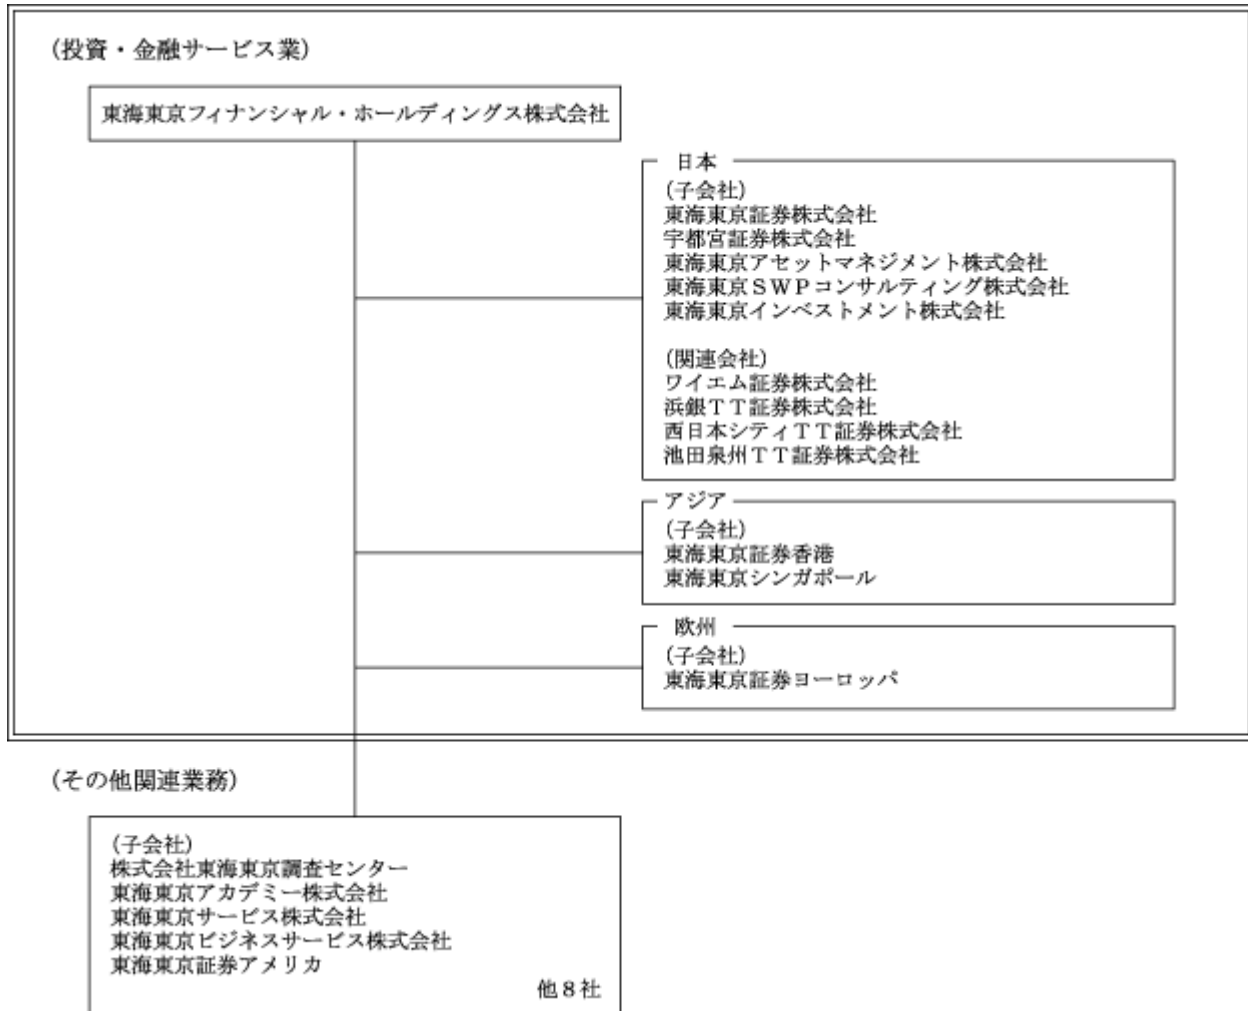 (投資・金融サービス業)
東海東京フィナンシャル・ホールディングス株式会社
日本
(子会社)
東海東京証券株式会社
宇都宮証券株式会社
東海東京アセットマネジメント株式会社
東海東京SWPコンサルティング株式会社
東海東京インベストメント株式会社
(関連会社)
ワイエム証券株式会社
浜銀TT証券株式会社
西日本シティTT証券株式会社
池田泉州TT証券株式会社
アジア
(子会社)
東海東京証券香港
東海東京シンガポール
欧州
(子会社)
東海東京証券ヨーロッパ
(その他関連業務)
(子会社)
株式会社東海東京調査センター
東海東京アカデミー株式会社
東海東京サービス株式会社
東海東京ビジネスサービス株式会社
東海東京証券アメリカ
他8社